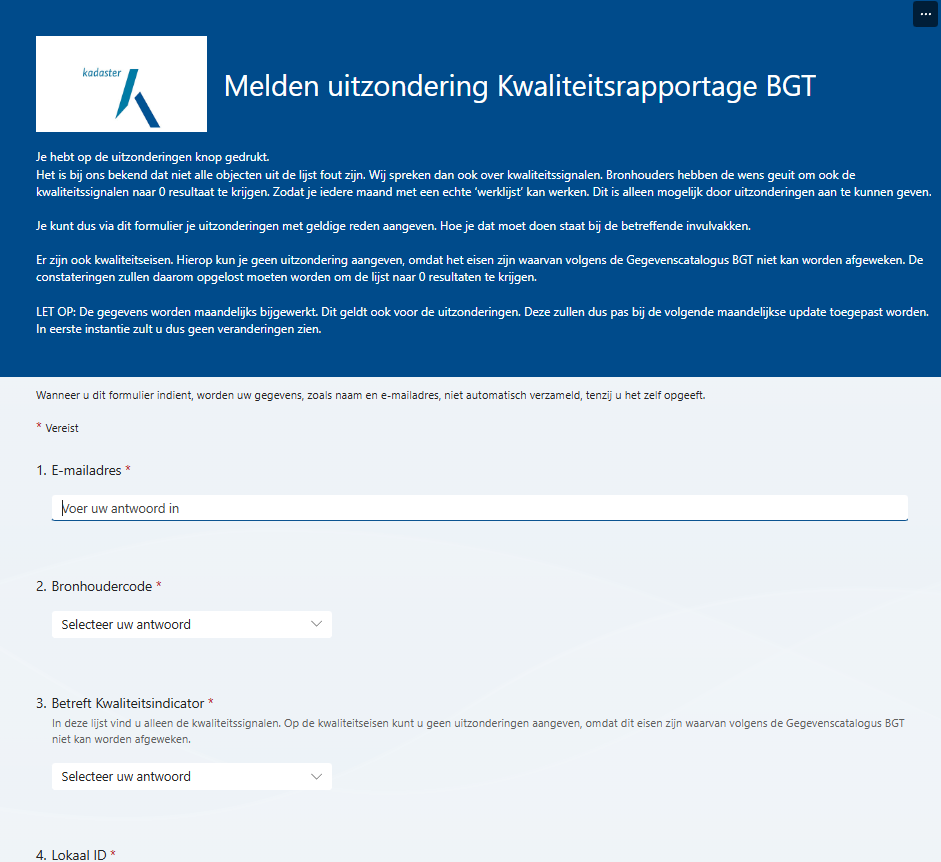 ...
kadaster
Melden uitzondering Kwaliteitsrapportage BGT
Je hebt op de uitzonderingen knop gedrukt.
Het is bij ons bekend dat niet alle objecten uit de lijst fout zijn. Wij spreken dan ook over kwaliteitssignalen. Bronhouders hebben de wens geuit om ook de
kwaliteitssignalen naar 0 resultaat te krijgen. Zodat je iedere maand met een echte ‘werklijst’ kan werken. Dit is alleen mogelijk door uitzonderingen aan te kunnen geven.
Je kunt dus via dit formulier je uitzonderingen met geldige reden aangeven. Hoe je dat moet doen staat bij de betreffende invulvakken.
Er zijn ook kwaliteitseisen. Hierop kun je geen uitzondering aangeven, omdat het eisen zijn waarvan volgens de Gegevenscatalogus BGT niet kan worden afgeweken. De
constateringen zullen daarom opgelost moeten worden om de lijst naar 0 resultaten te krijgen.
LET OP: De gegevens worden maandelijks bijgewerkt. Dit geldt ook voor de uitzonderingen. Deze zullen dus pas bij de volgende maandelijkse update toegepast worden.
In eerste instantie zult u dus geen veranderingen zien.
Wanneer u dit formulier indient, worden uw gegevens, zoals naam en e-mailadres, niet automatisch verzameld, tenzij u het zelf opgeeft.
* Vereist
1. E-mailadres *
Voer uw antwoord in
2. Bronhoudercode *
Selecteer uw antwoord
3. Betreft Kwaliteitsindicator *
In deze lijst vind u alleen de kwaliteitssignalen. Op de kwaliteitseisen kunt u geen uitzonderingen aangeven, omdat dit eisen zijn waarvan volgens de Gegevenscatalogus BGT
niet kan worden afgeweken.
Selecteer uw antwoord
4. Lokaal ID *